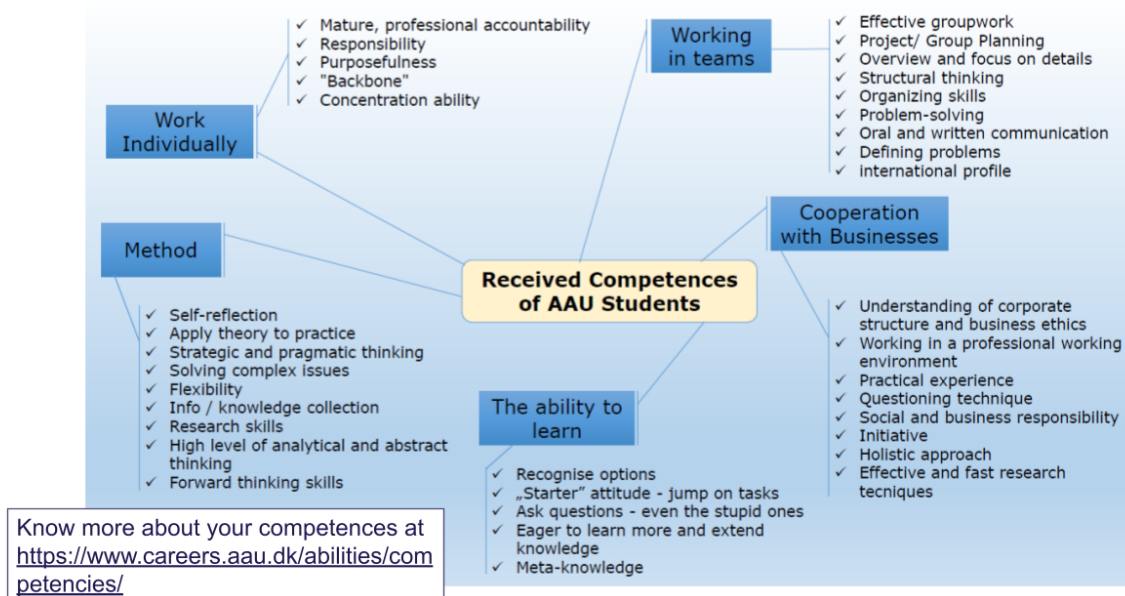 ✓ Mature, professional accountability
✓ Responsibility
✓ Purposefulness
✓ "Backbone"
✓ Concentration ability
Work
Individually
Working
in teams
✓ Effective groupwork
✓ Project/ Group Planning
✓ Overview and focus on details
✓ Structural thinking
✓ Organizing skills
✓ Problem-solving
✓ Oral and written communication
✓ Defining problems
✓ international profile
Method
✓ Self-reflection
✓ Apply theory to practice
✓ Strategic and pragmatic thinking
✓ Solving complex issues
✓ Flexibility
✓ Info / knowledge collection
✓ Research skills
✓ High level of analytical and abstract
thinking
✓ Forward thinking skills
Received Competences
of AAU Students
Cooperation
with Businesses
✓ Understanding of corporate
structure and business ethics
✓ Working in a professional working
environment
✓ Practical experience
✓ Questioning technique
✓ Social and business responsibility
✓ Initiative
✓ Holistic approach
✓ Effective and fast research
tecniques
The ability to
learn
✓ Recognise options
✓ „Starter” attitude - jump on tasks
✓ Ask questions - even the stupid ones
✓ Eager to learn more and extend
knowledge
✓ Meta-knowledge
Know more about your competences at
https://www.careers.aau.dk/abilities/com
petencies/